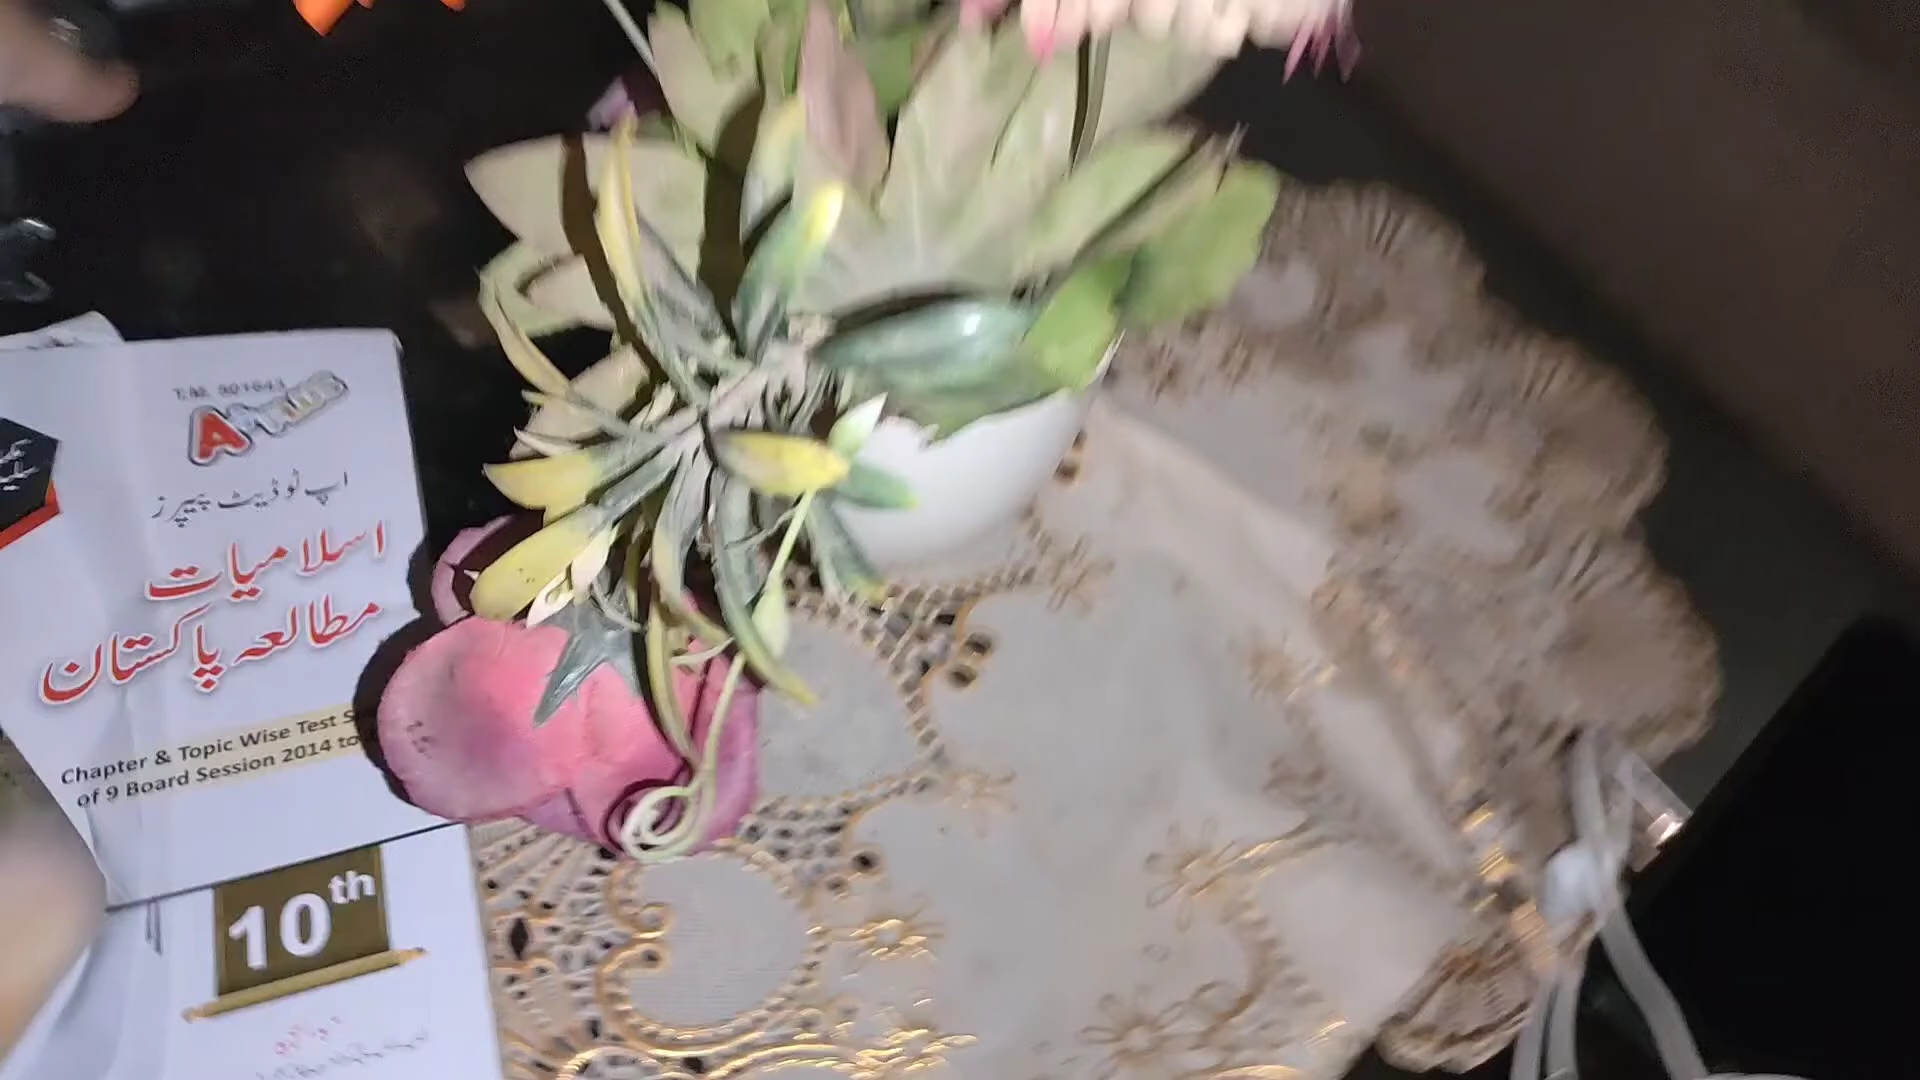 T.M. 901643
A Plus
اپ ٹو ڈیٹ پیپرز
اسلامیات
مطالعہ پاکستان
Chapter & Topic Wise Test
of 9 Board Session 2014 to
10th